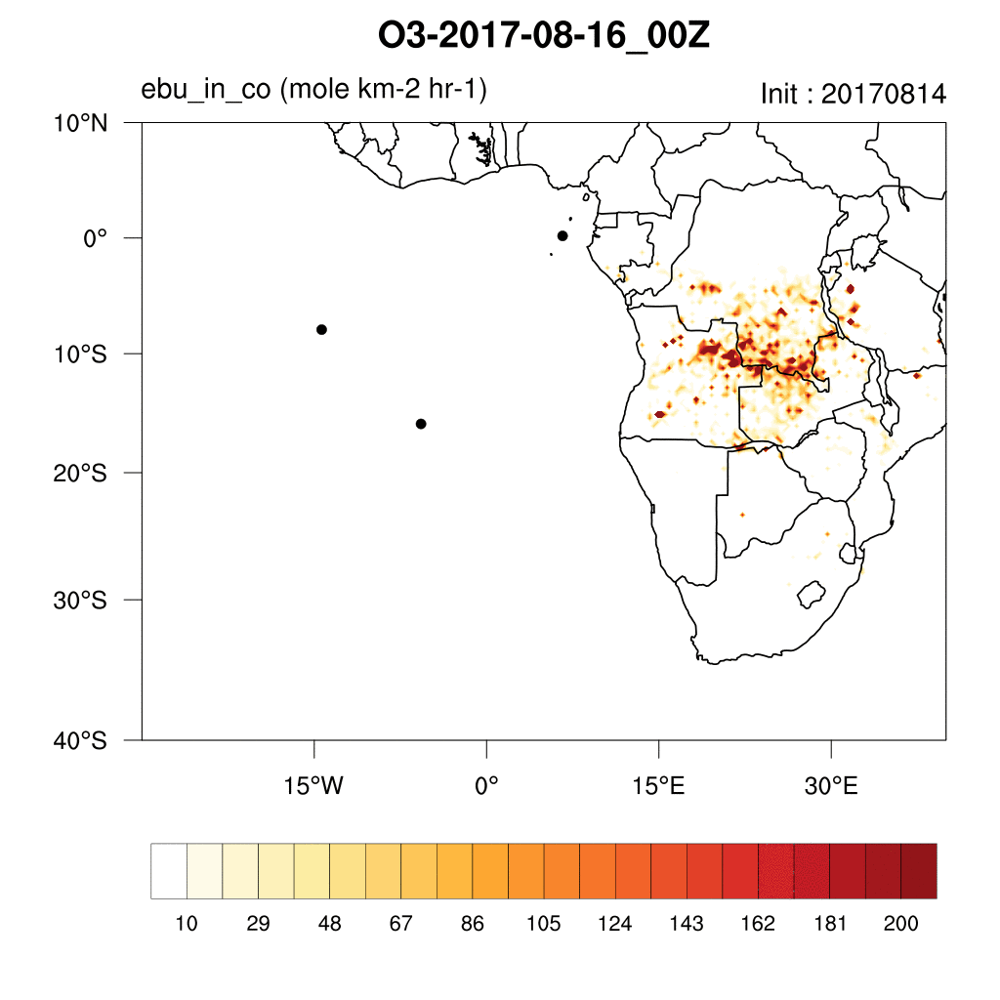 O3-2017-08-16_00Z
ebu_in_co (mole km-2 hr-1)
Init : 20170814
10°N
0°
10°S
20°S
30°S
40°S
15°W 0° 15°E 30°E
10 29 48 67 86 105 124 143 162 181 200